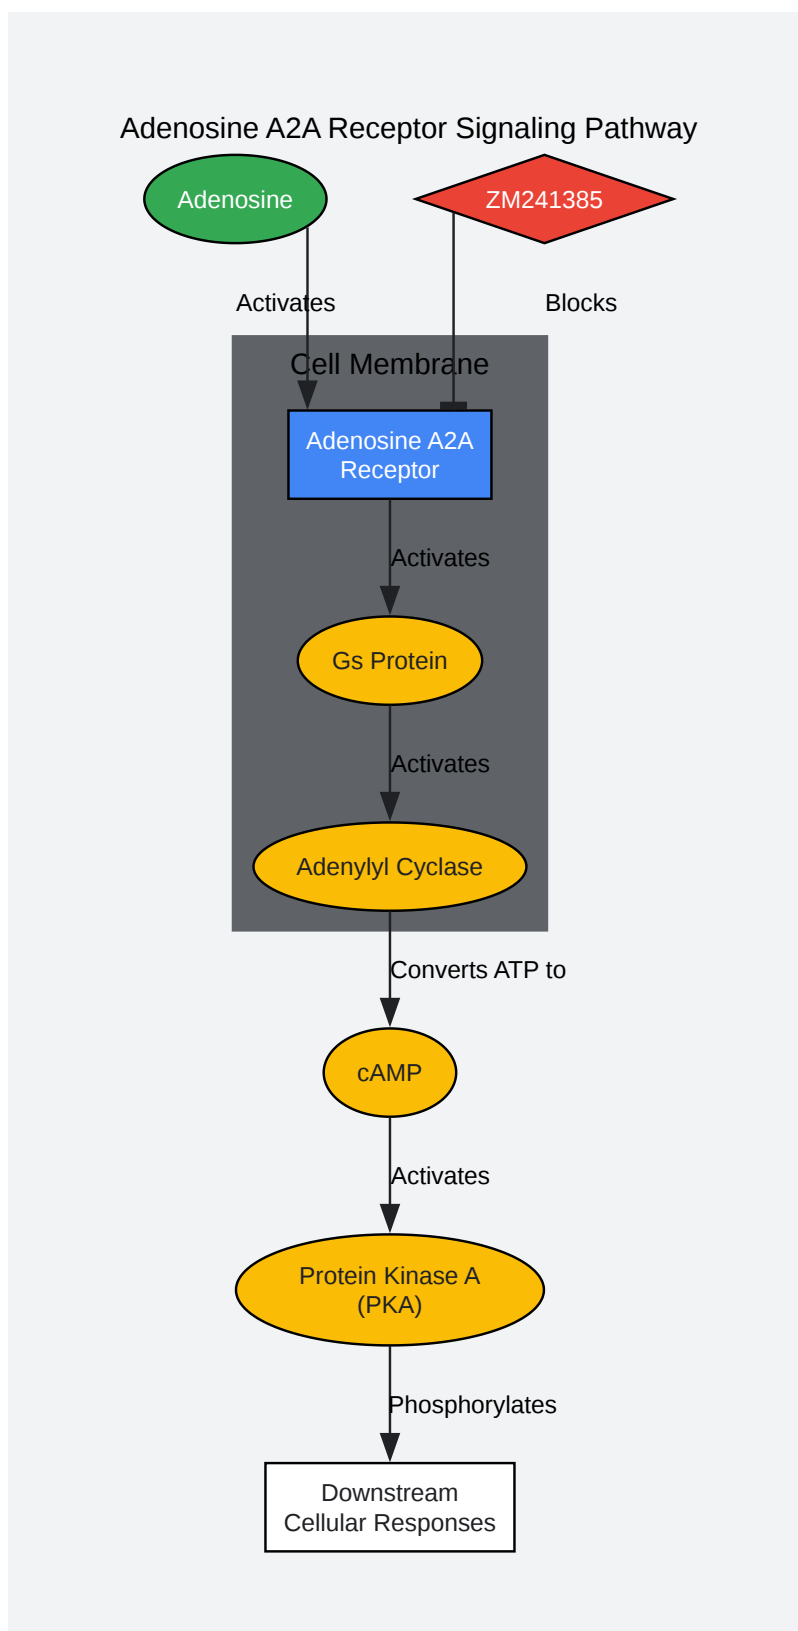 Adenosine A2A Receptor Signaling Pathway
Adenosine
ZM241385
Activates
Blocks
Cell Membrane
Adenosine A2A
Receptor
Activates
Gs Protein
Activates
Adenylyl Cyclase
Converts ATP to
cAMP
Activates
Protein Kinase A
(PKA)
Phosphorylates
Downstream
Cellular Responses